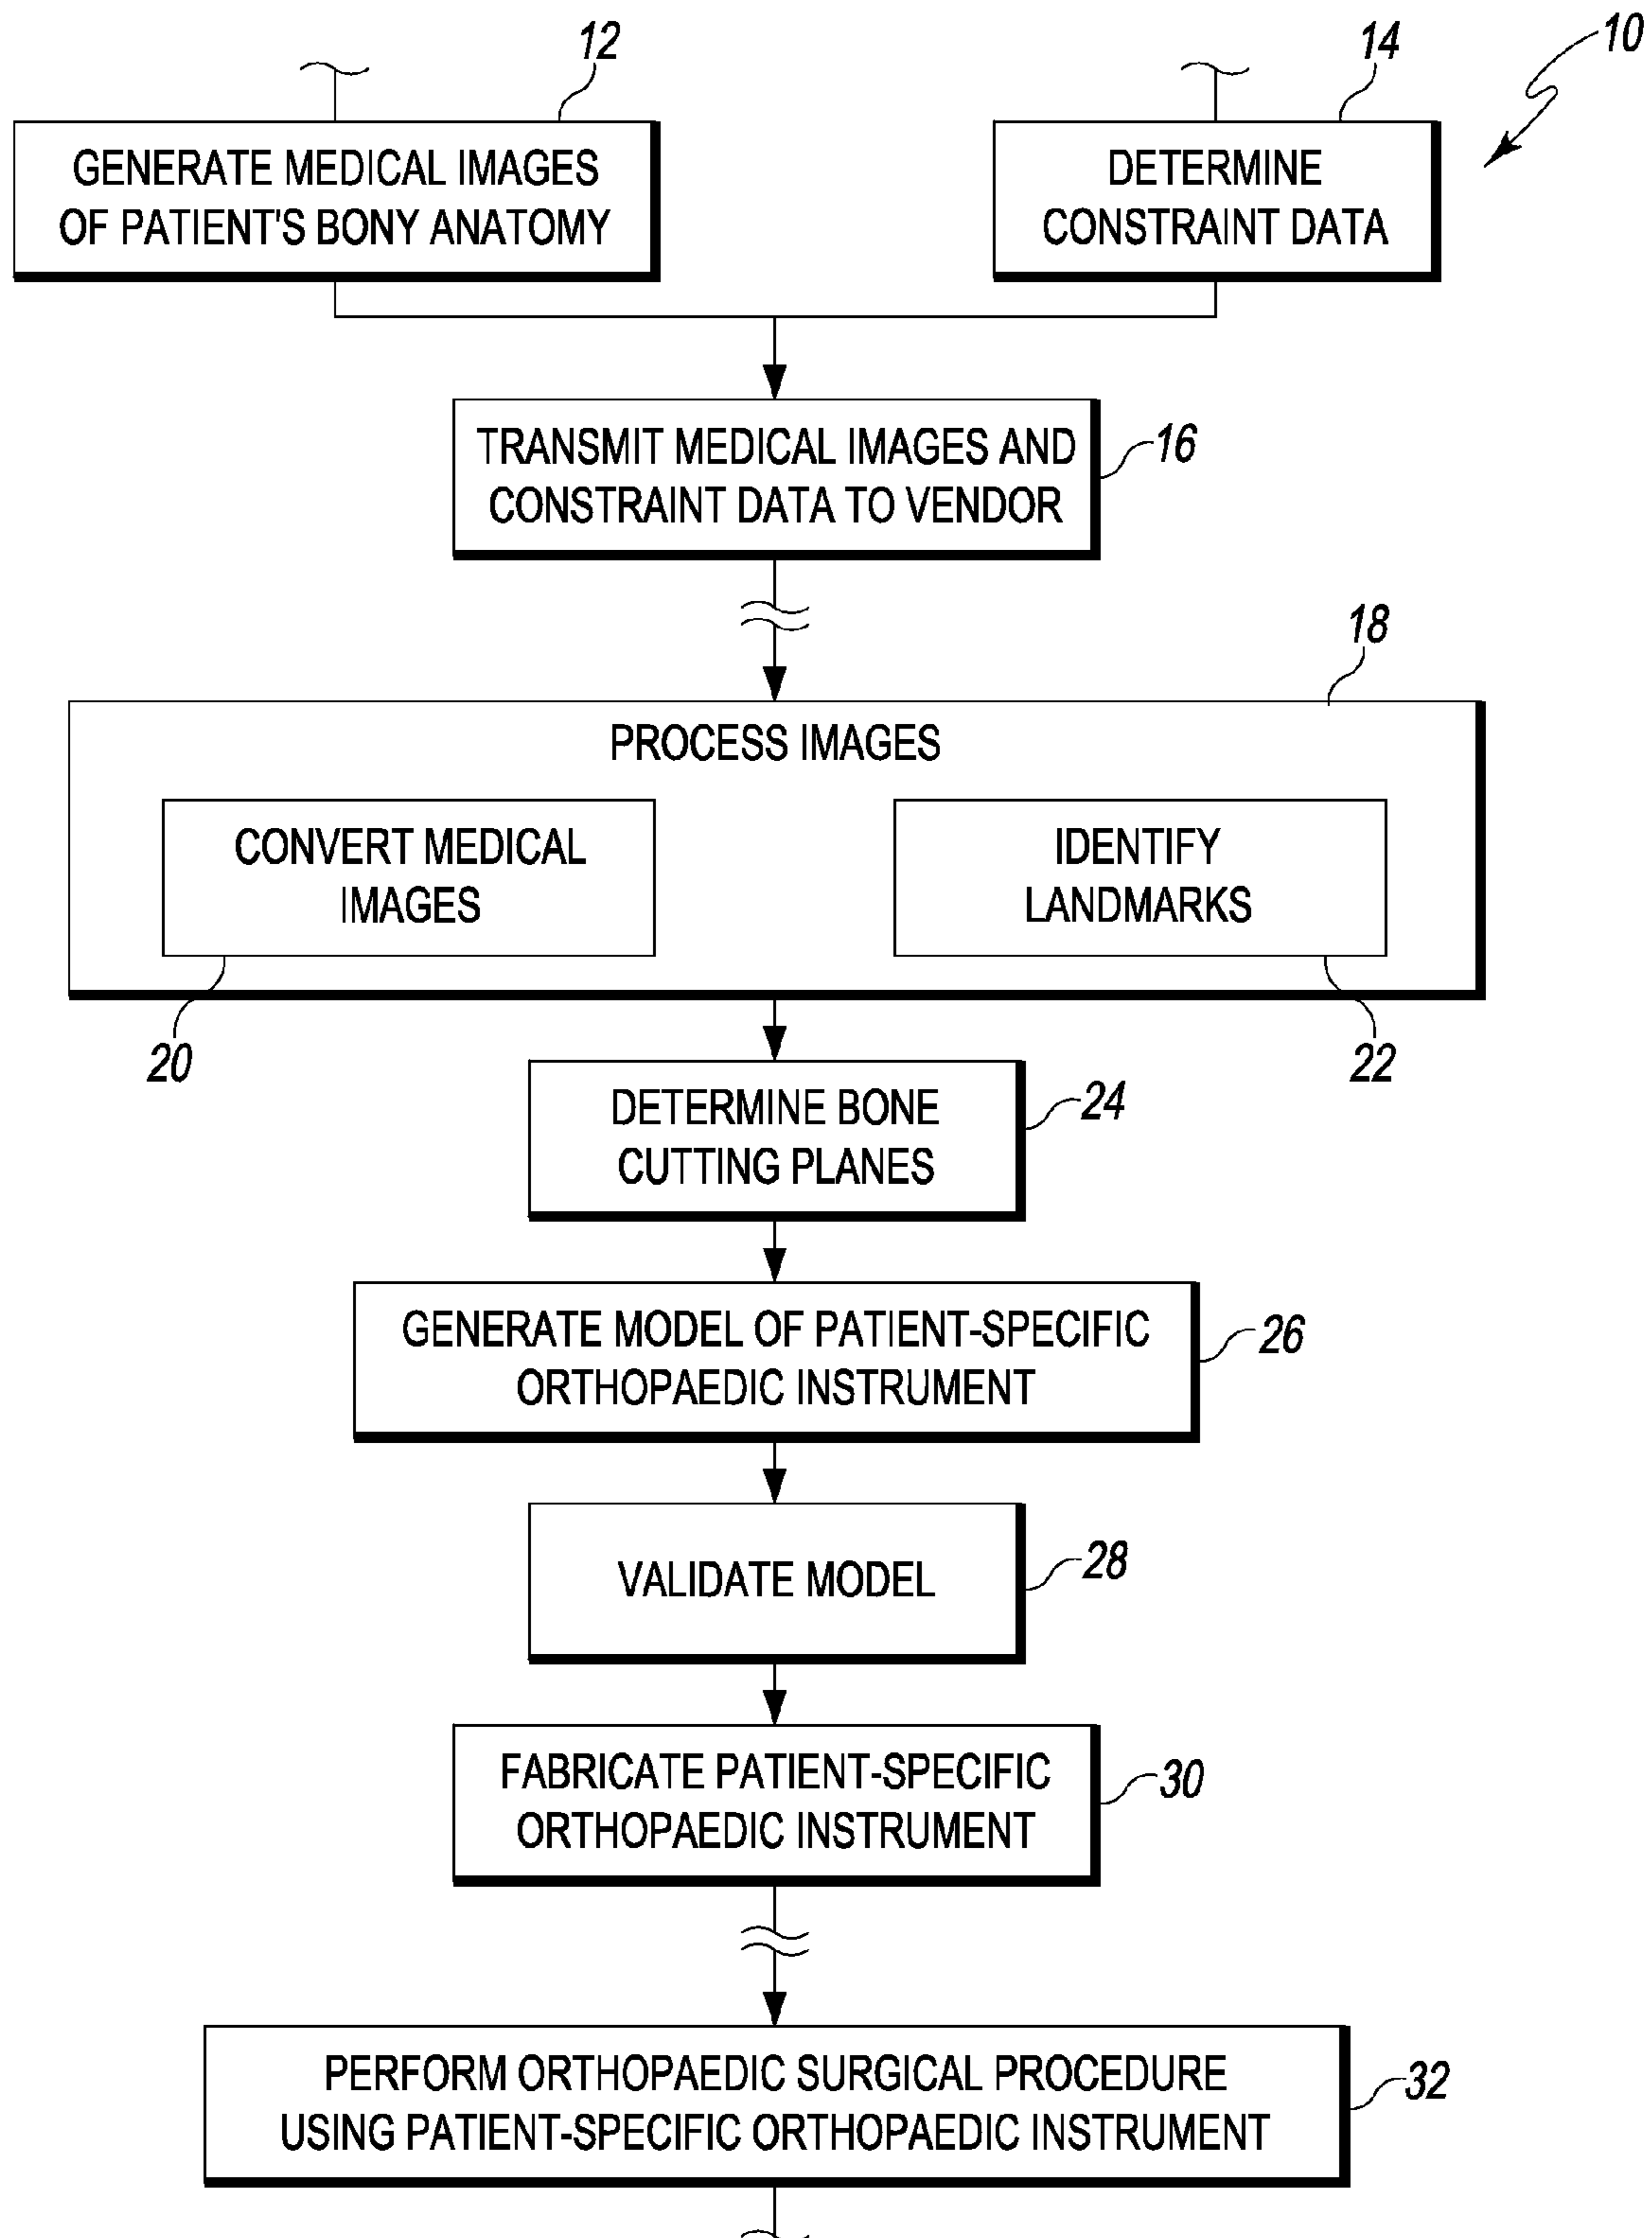 10
12
14
GENERATE MEDICAL IMAGES
OF PATIENT'S BONY ANATOMY
DETERMINE
CONSTRAINT DATA
TRANSMIT MEDICAL IMAGES AND
CONSTRAINT DATA TO VENDOR
16
18
PROCESS IMAGES
CONVERT MEDICAL
IMAGES
IDENTIFY
LANDMARKS
20
22
DETERMINE BONE
CUTTING PLANES
24
GENERATE MODEL OF PATIENT-SPECIFIC
ORTHOPAEDIC INSTRUMENT
26
VALIDATE MODEL
28
FABRICATE PATIENT-SPECIFIC
ORTHOPAEDIC INSTRUMENT
30
PERFORM ORTHOPAEDIC SURGICAL PROCEDURE
USING PATIENT-SPECIFIC ORTHOPAEDIC INSTRUMENT
32